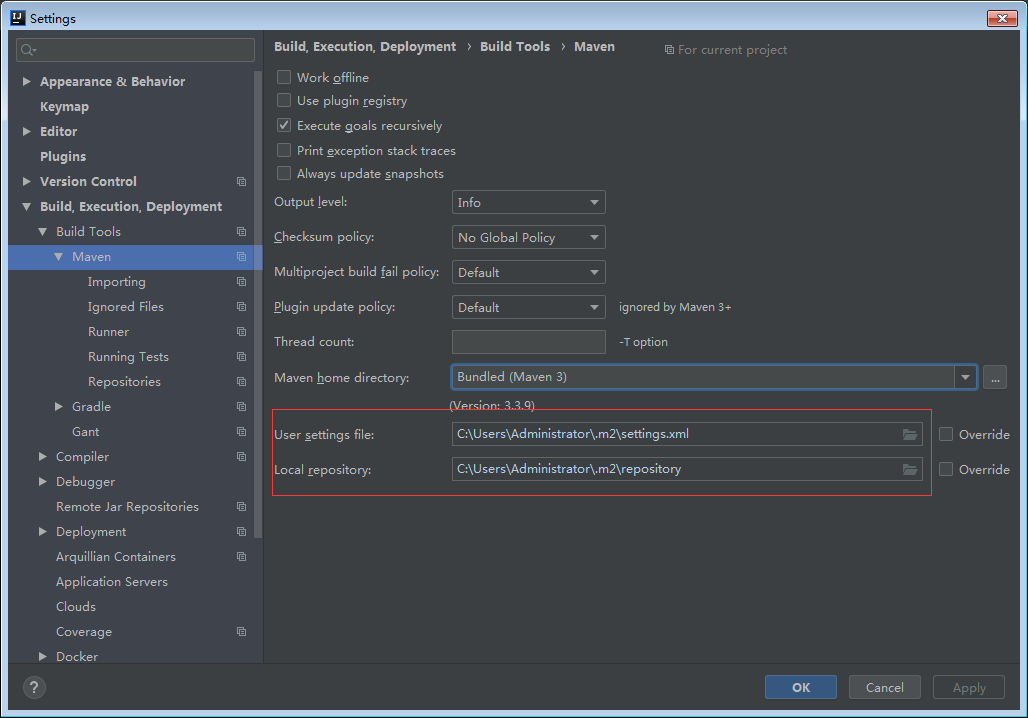 Settings
Build, Execution, Deployment › Build Tools › Maven
For current project
Appearance & Behavior
Keymap
Editor
Plugins
Version Control
Build, Execution, Deployment
Build Tools
Maven
Importing
Ignored Files
Runner
Running Tests
Repositories
Gradle
Gant
Compiler
Debugger
Remote Jar Repositories
Deployment
Arquillian Containers
Application Servers
Clouds
Coverage
Docker
Work offline
Use plugin registry
Execute goals recursively
Print exception stack traces
Always update snapshots
Output level: Info
Checksum policy: No Global Policy
Multiproject build fail policy: Default
Plugin update policy: Default ignored by Maven 3+
Thread count: -T option
Maven home directory: Bundled (Maven 3) ...
(Version: 3.3.9)
User settings file: C:\Users\Administrator\.m2\settings.xml Override
Local repository: C:\Users\Administrator\.m2\repository Override
? OK Cancel Apply